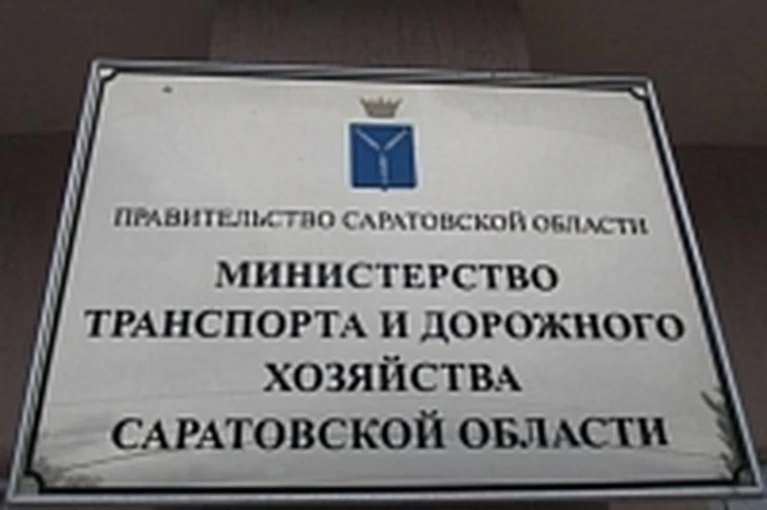 ПРАВИТЕЛЬСТВО САРАТОВСКОЙ ОБЛАСТИ
МИНИСТЕРСТВО
ТРАНСПОРТА И ДОРОЖНОГО
ХОЗЯЙСТВА
САРАТОВСКОЙ ОБЛАСТИ